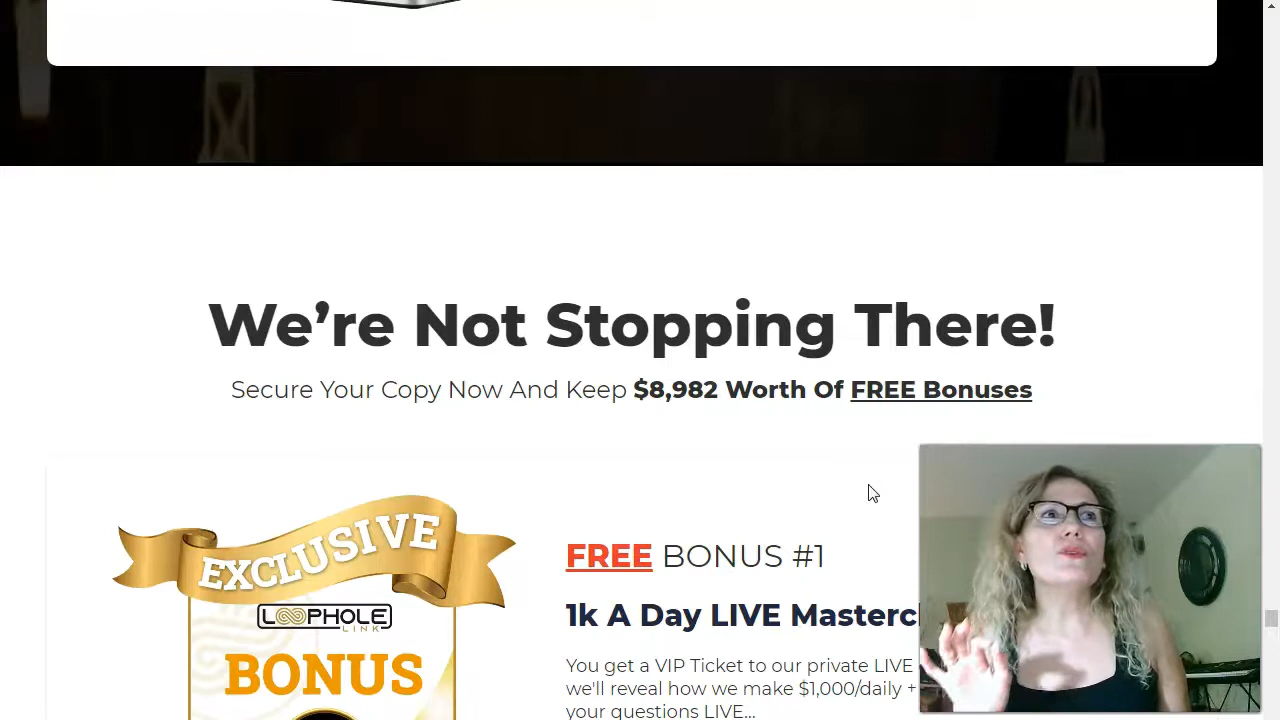 We’re Not Stopping There!
Secure Your Copy Now And Keep $8,982 Worth Of FREE Bonuses
EXCLUSIVE
LOOPHOLE
LINK
BONUS
FREE BONUS #1
1k A Day LIVE
You get a VIP Ticket to our private LIVE
we'll reveal how we make $1,000/daily +
your questions LIVE...